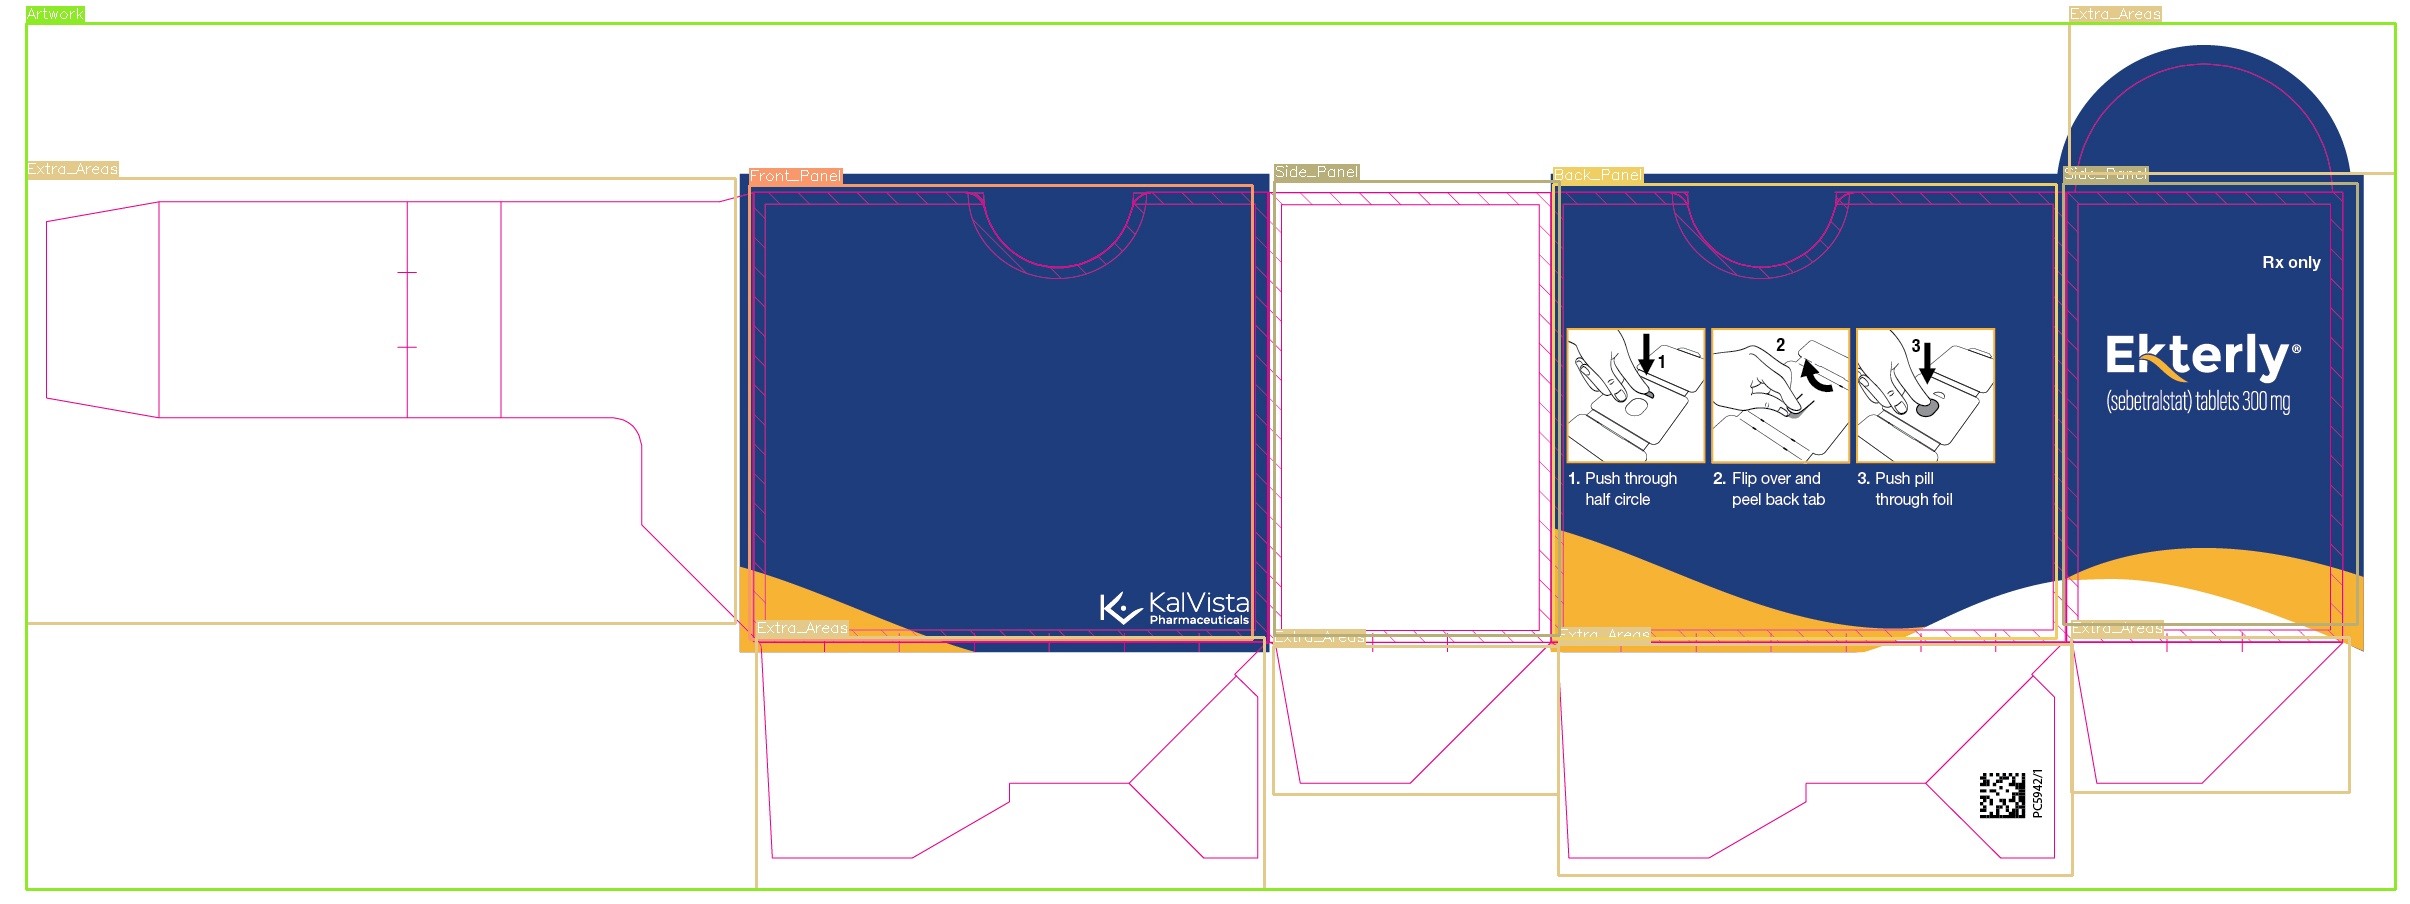 Artwork
Extra_Areas
Extra_Areas
Front_Panel
Side_Panel
Back_Panel
Side_Panel
Rx only
Ekterly®
(sebetralstat) tablets 300 mg
1
2
3
1. Push through
half circle
2. Flip over and
peel back tab
3. Push pill
through foil
KalVista
Pharmaceuticals
Extra_Areas
Extra_Areas
Extra_Areas
Extra_Areas
PC5942/1